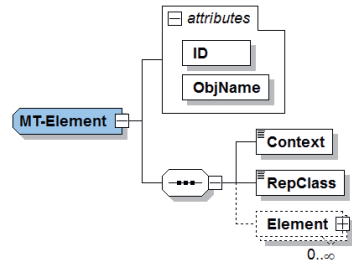 attributes
ID
ObjName
MT-Element
Context
RepClass
Element
0..∞